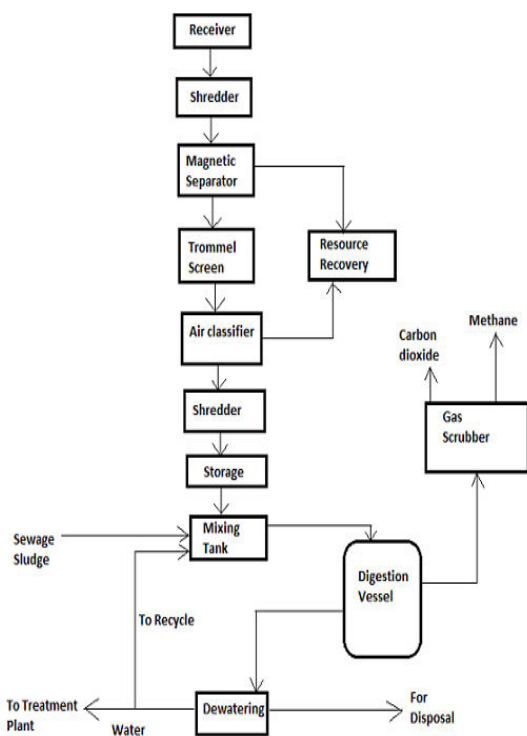 Receiver
Shredder
Magnetic
Separator
Trommel
Screen
Resource
Recovery
Air classifier
Methane
Carbon
dioxide
Shredder
Gas
Scrubber
Storage
Mixing
Tank
Sewage
Sludge
Digestion
Vessel
To Recycle
To Treatment
Plant
Water
Dewatering
For
Disposal